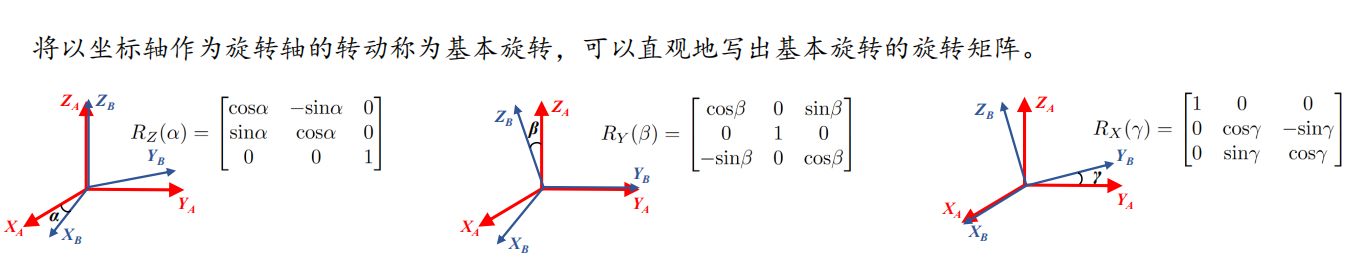 将以坐标轴作为旋转轴的转动称为基本旋转，可以直观地写出基本旋转的旋转矩阵。
Z_A Z_B
R_Z(α) = [cosα −sinα 0
sinα cosα 0
0 0 1]
Y_B
Y_A
α
X_A
X_B
Z_B β Z_A
R_Y(β) = [cosβ 0 sinβ
0 1 0
−sinβ 0 cosβ]
Y_B
Y_A
X_A
X_B
Z_B Z_A
R_X(γ) = [1 0 0
0 cosγ −sinγ
0 sinγ cosγ]
Y_B
γ
Y_A
X_A
X_B